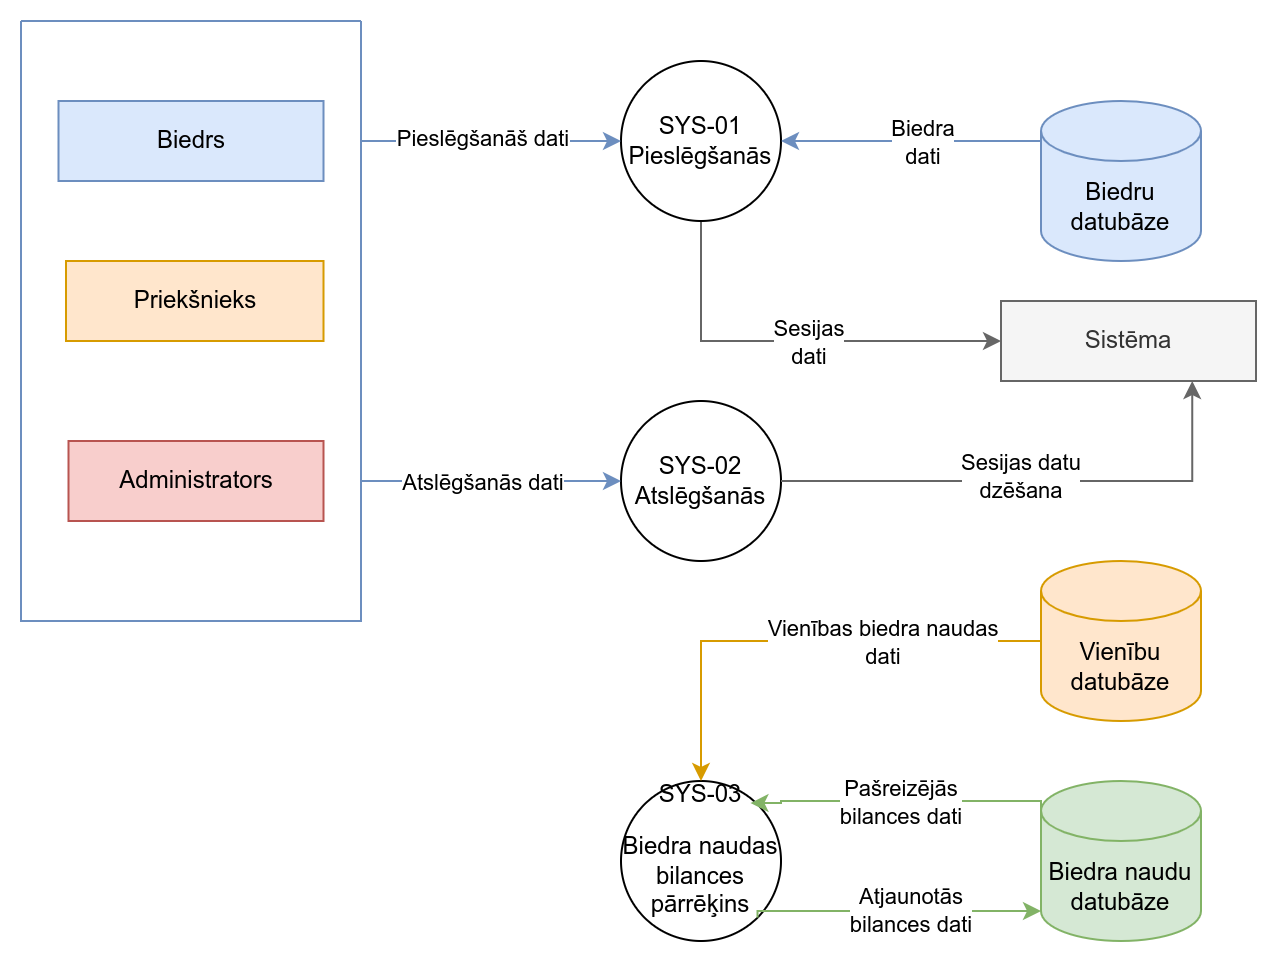 Biedrs
Priekšnieks
Administrators
Pieslēgšanāš dati
Atslēgšanās dati
SYS-01
Pieslēgšanās
Biedra
dati
Biedru
datubāze
Sesijas
dati
Sistēma
SYS-02
Atslēgšanās
Sesijas datu
dzēšana
Vienības biedra naudas
dati
Vienību
datubāze
SYS-03
Biedra naudas
bilances
pārrēķins
Pašreizējās
bilances dati
Atjaunotās
bilances dati
Biedra naudu
datubāze